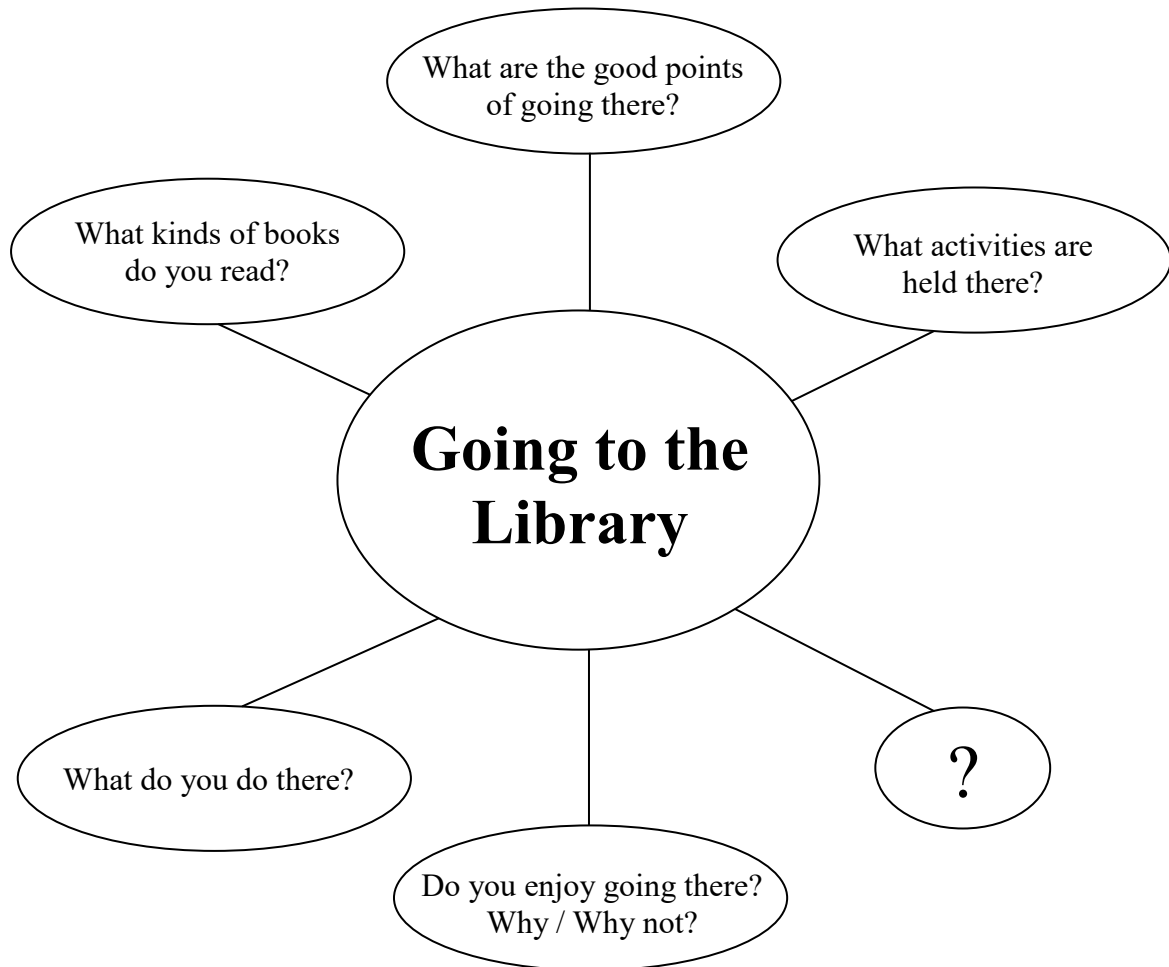 What are the good points
of going there?
What kinds of books
do you read?
What activities are
held there?
Going to the
Library
What do you do there?
?
Do you enjoy going there?
Why / Why not?